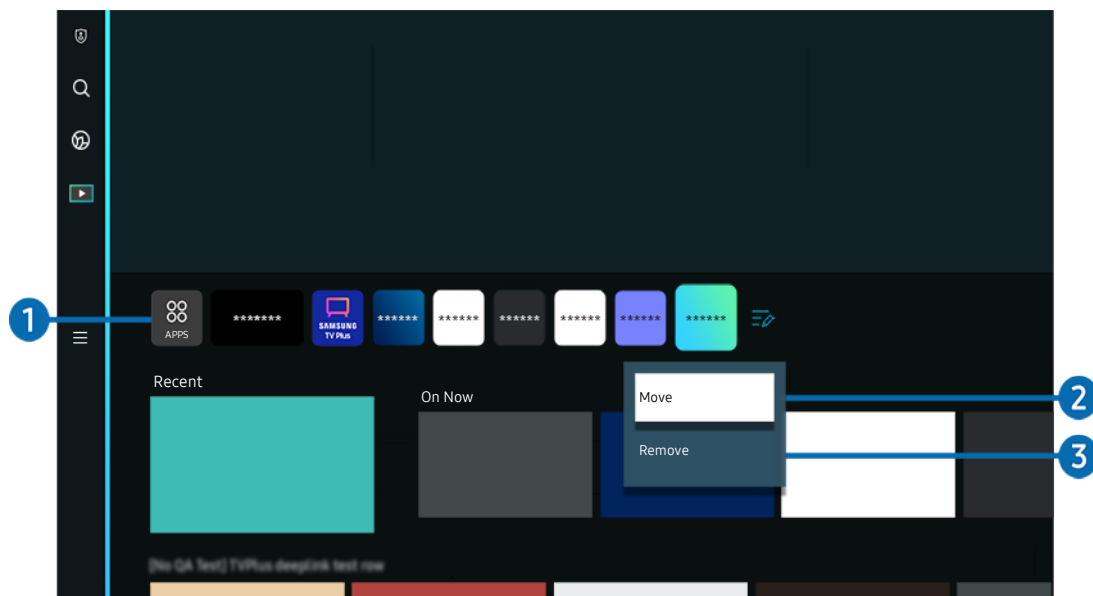 APPS
*******
SAMSUNG
TV Plus
******
******
******
******
******
******
1
Recent
On Now
Move
2
Remove
3
[No QA Test] TVPlus deeplink test row